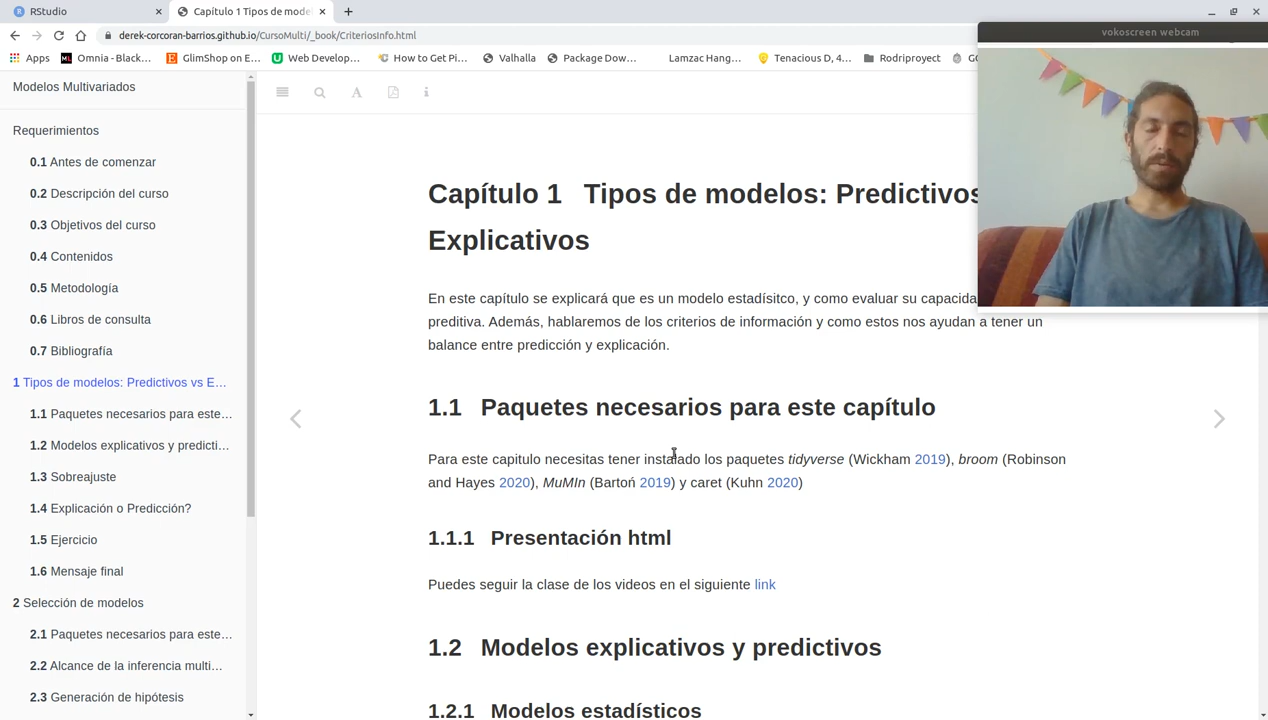 RStudio
Capítulo 1 Tipos de mode
derek-corcoran-barrios.github.io/CursoMulti/_book/CriteriosInfo.html
vokoscreen webcam
Apps
Omnia - Black...
GlimShop on E...
Web Develop...
How to Get Pi...
Valhalla
Package Dow...
Lamzac Hang...
Tenacious D, 4...
Rodriproyect
Modelos Multivariados
Requerimientos
0.1 Antes de comenzar
0.2 Descripción del curso
0.3 Objetivos del curso
0.4 Contenidos
0.5 Metodología
0.6 Libros de consulta
0.7 Bibliografía
1 Tipos de modelos: Predictivos vs E...
1.1 Paquetes necesarios para este...
1.2 Modelos explicativos y predicti...
1.3 Sobreajuste
1.4 Explicación o Predicción?
1.5 Ejercicio
1.6 Mensaje final
2 Selección de modelos
2.1 Paquetes necesarios para este...
2.2 Alcance de la inferencia multi...
2.3 Generación de hipótesis
Capítulo 1 Tipos de modelos: Predictivos
Explicativos
En este capítulo se explicará que es un modelo estadísitco, y como evaluar su capacida
preditiva. Además, hablaremos de los criterios de información y como estos nos ayudan a tener un
balance entre predicción y explicación.
1.1 Paquetes necesarios para este capítulo
Para este capitulo necesitas tener instalado los paquetes tidyverse (Wickham 2019), broom (Robinson
and Hayes 2020), MuMIn (Bartoń 2019) y caret (Kuhn 2020)
1.1.1 Presentación html
Puedes seguir la clase de los videos en el siguiente link
1.2 Modelos explicativos y predictivos
1.2.1 Modelos estadísticos